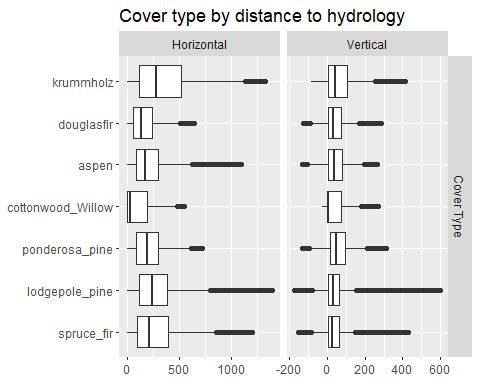 Cover type by distance to hydrology
Horizontal Vertical
krummholz
douglasfir
aspen
cottonwood_Willow
ponderosa_pine
lodgepole_pine
spruce_fir
Cover Type
0 500 1000 -200 0 200 400 600